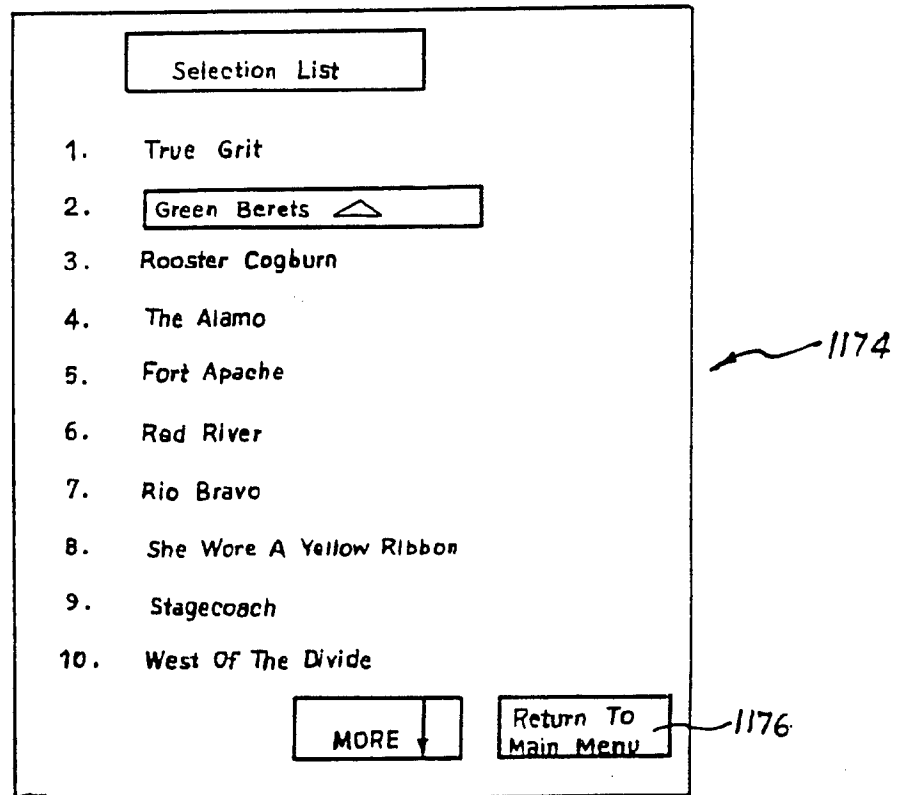 Selection List
1. True Grit
2. Green Berets
3. Rooster Cogburn
4. The Alamo
5. Fort Apache
6. Red River
7. Rio Bravo
8. She Wore A Yellow Ribbon
9. Stagecoach
10. West Of The Divide
MORE
Return To
Main Menu
1174
1176